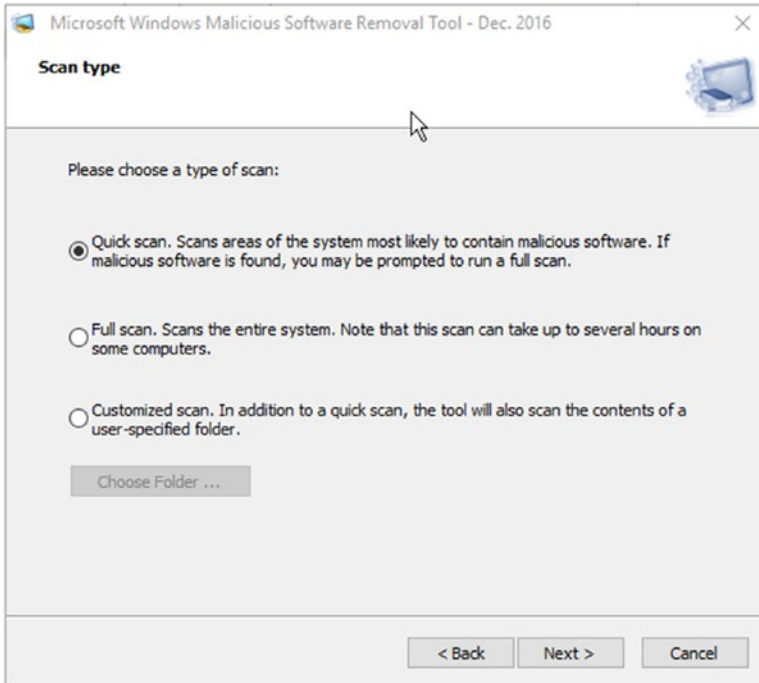 Microsoft Windows Malicious Software Removal Tool - Dec. 2016
Scan type
Please choose a type of scan:
Quick scan. Scans areas of the system most likely to contain malicious software. If
malicious software is found, you may be prompted to run a full scan.
Full scan. Scans the entire system. Note that this scan can take up to several hours on
some computers.
Customized scan. In addition to a quick scan, the tool will also scan the contents of a
user-specified folder.
Choose Folder ...
< Back Next > Cancel